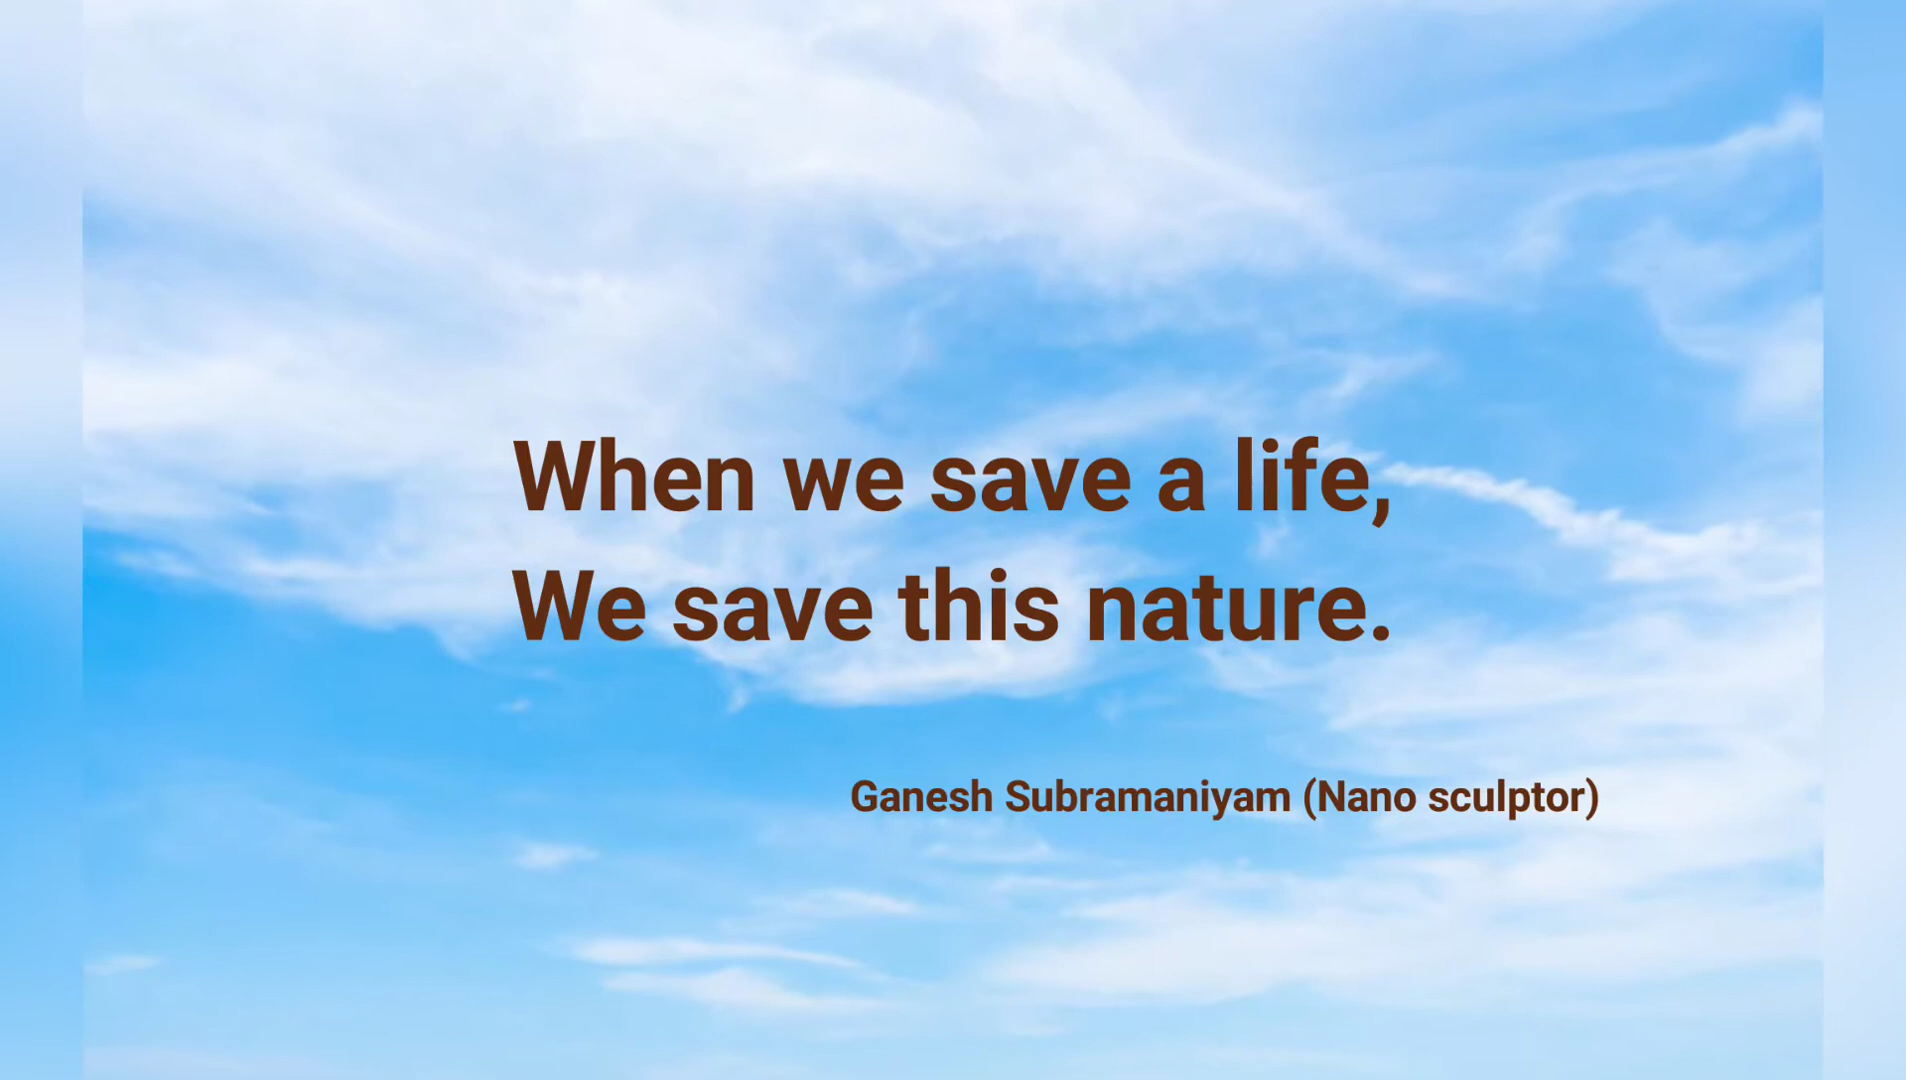 When we save a life,
We save this nature.
Ganesh Subramaniyam (Nano sculptor)